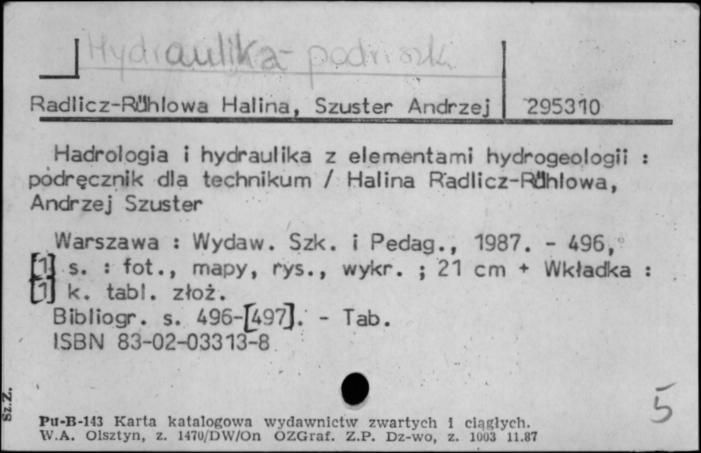 Hydraulika - podręczniki
Radlicz-Rühlowa Halina, Szuster Andrzej 295310
Hadrologia i hydraulika z elementami hydrogeologii :
podręcznik dla technikum / Halina Radlicz-Rühlowa,
Andrzej Szuster
Warszawa : Wydaw. Szk. i Pedag., 1987. - 496,
[1] s. : fot., mapy, rys., wykr. ; 21 cm + Wkładka :
[1] k. tabl. złoż.
Bibliogr. s. 496-[497]. - Tab.
ISBN 83-02-03313-8
5
Sz.Z.
Pu-B-143 Karta katalogowa wydawnictw zwartych i ciągłych.
W.A. Olsztyn, z. 1470/DW/On OZGraf. Z.P. Dz-wo, z. 1003 11.87